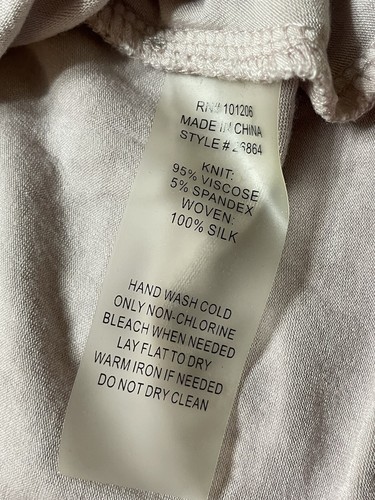 RN# 101206
MADE IN CHINA
STYLE # 26864
KNIT:
95% VISCOSE
5% SPANDEX
WOVEN:
100% SILK
HAND WASH COLD
ONLY NON-CHLORINE
BLEACH WHEN NEEDED
LAY FLAT TO DRY
WARM IRON IF NEEDED
DO NOT DRY CLEAN